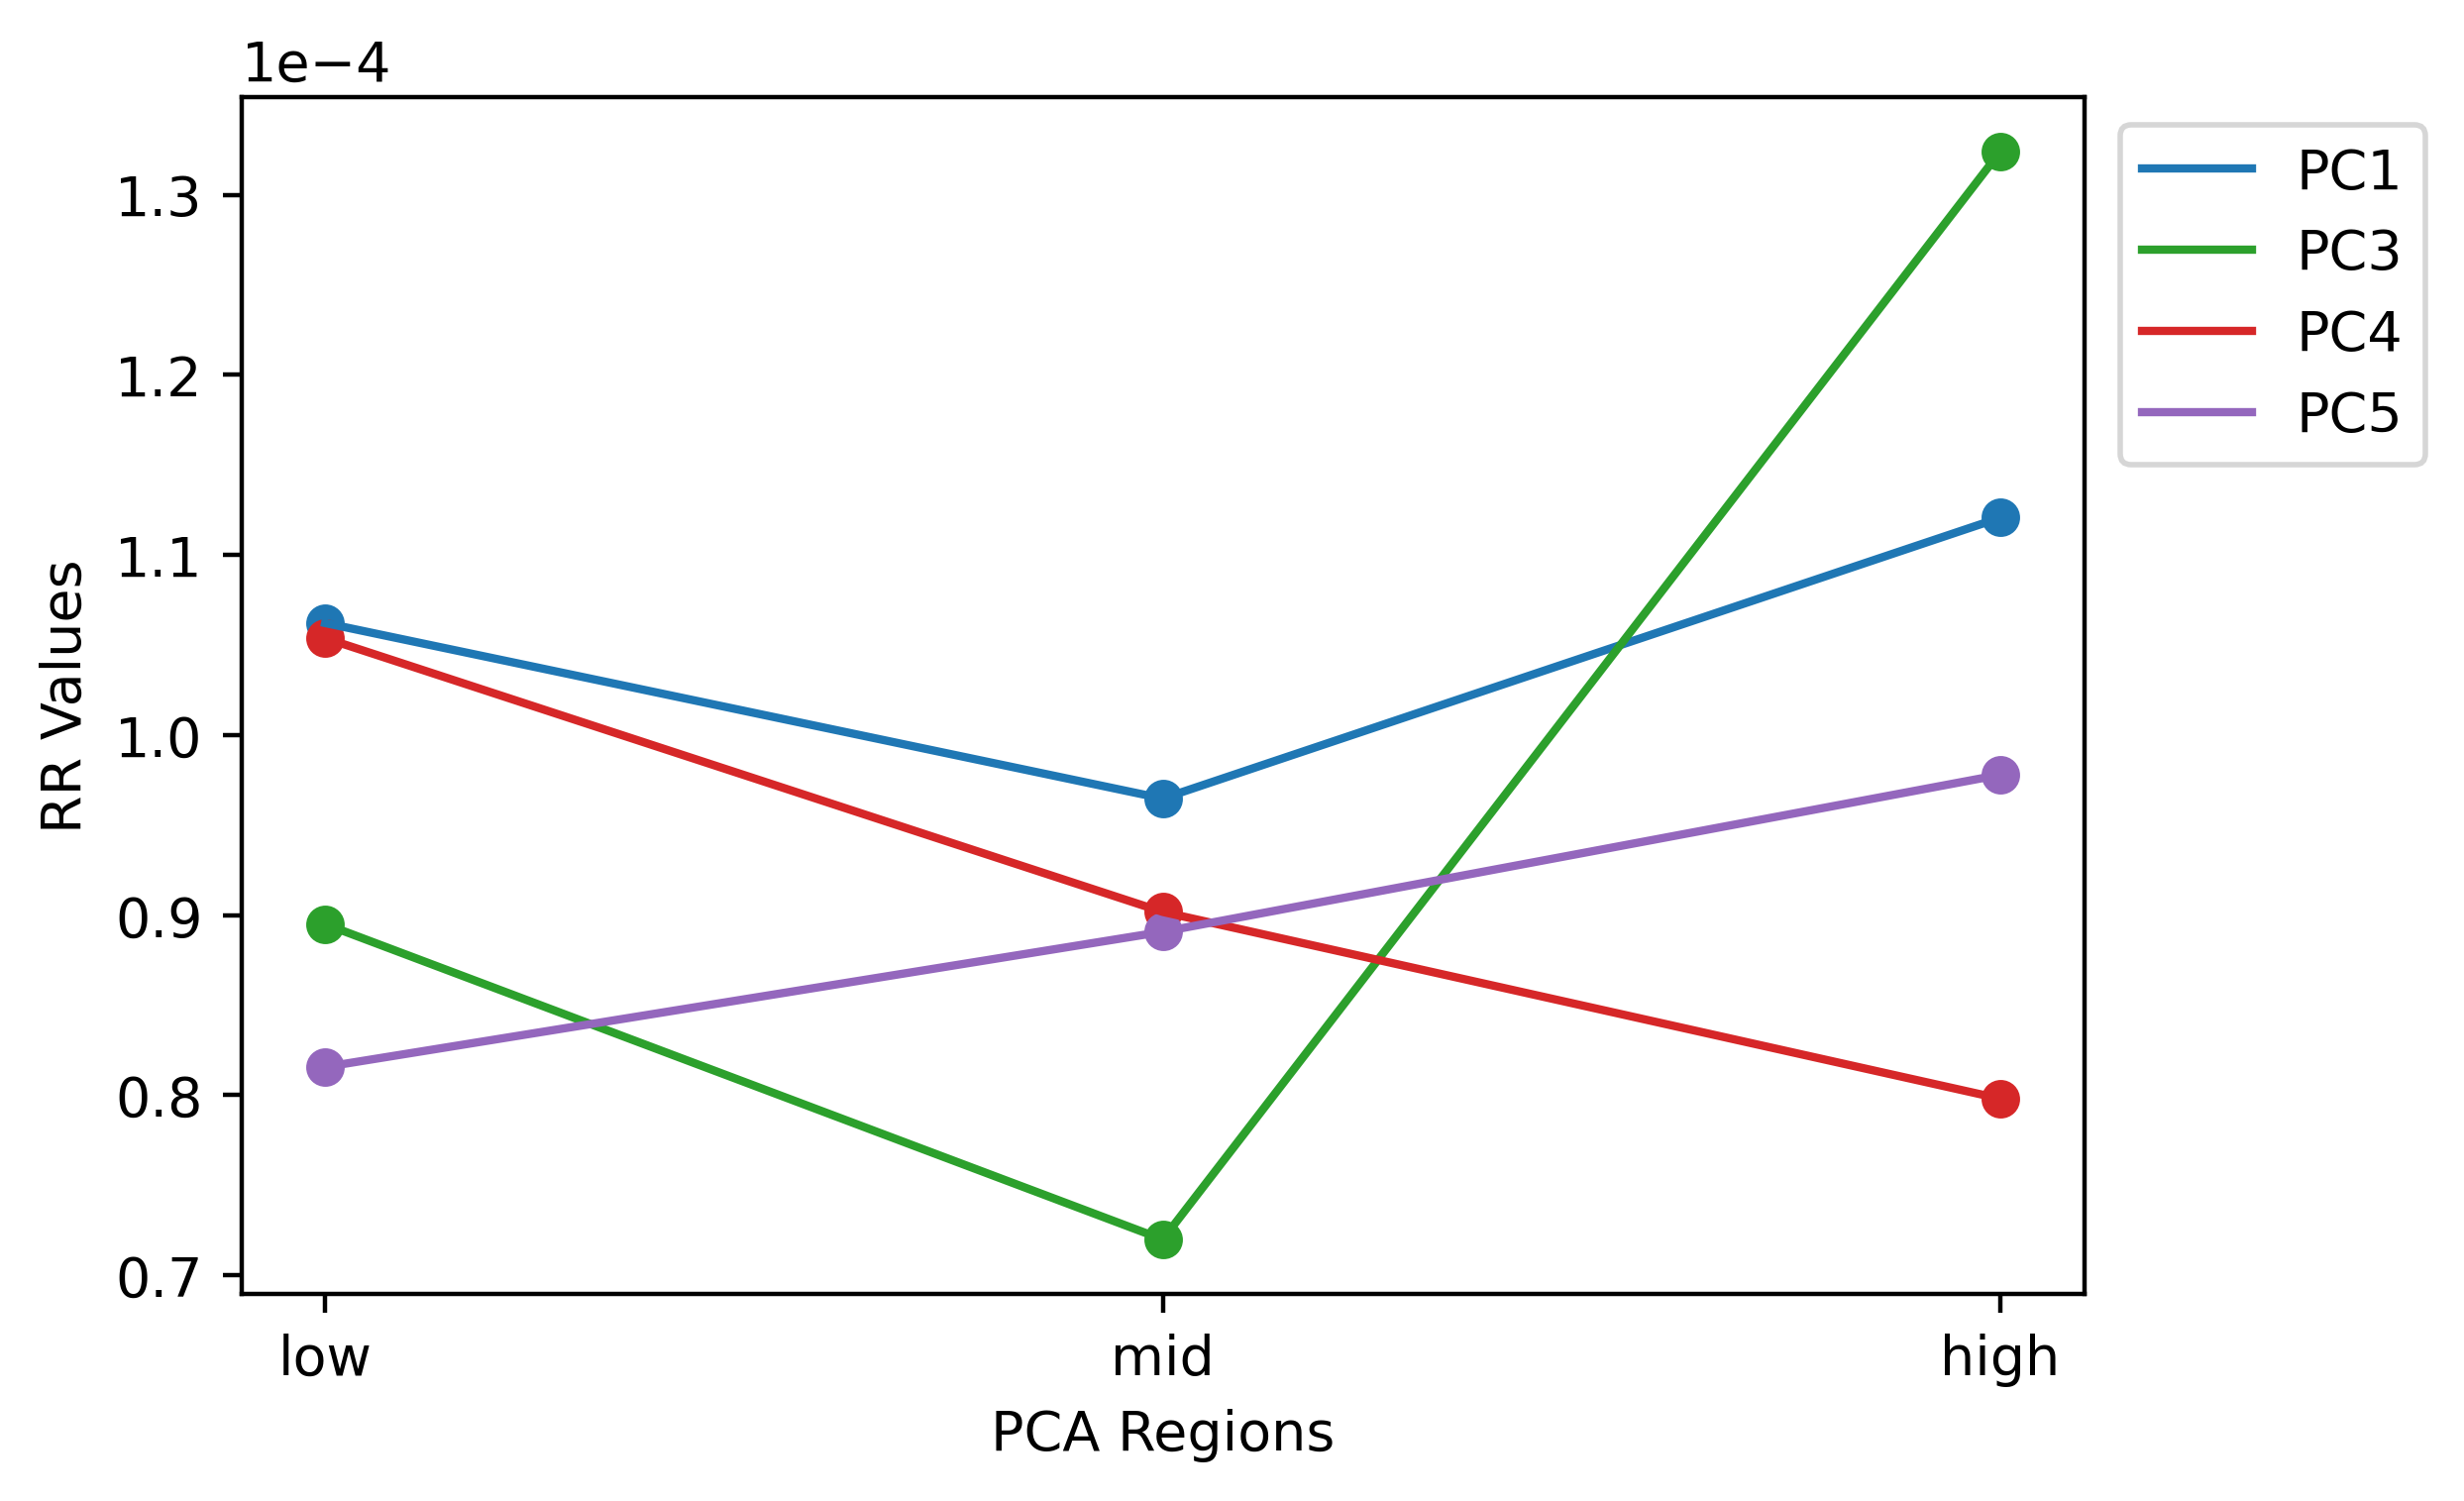 1e−4
1.3
1.2
1.1
1.0
0.9
0.8
0.7
RR Values
low
mid
high
PCA Regions
PC1
PC3
PC4
PC5